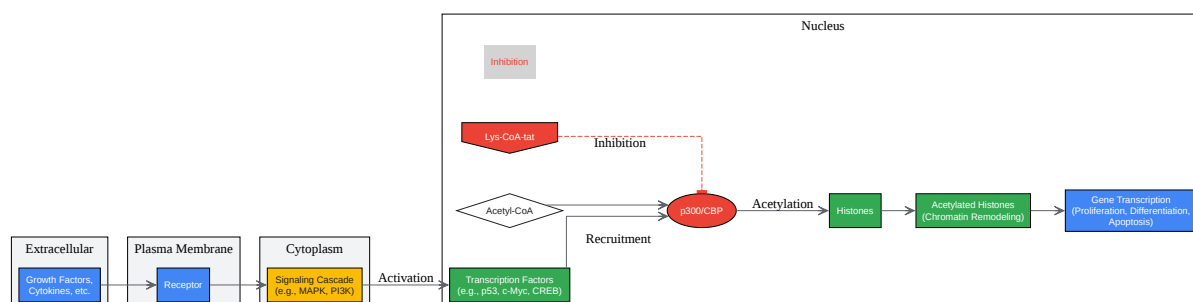 Nucleus
Inhibition
Lys-CoA-tat
Inhibition
Acetyl-CoA
p300/CBP
Acetylation
Histones
Acetylated Histones
(Chromatin Remodeling)
Gene Transcription
(Proliferation, Differentiation,
Apoptosis)
Recruitment
Extracellular
Plasma Membrane
Cytoplasm
Growth Factors,
Cytokines, etc.
Receptor
Signaling Cascade
(e.g., MAPK, PI3K)
Activation
Transcription Factors
(e.g., p53, c-Myc, CREB)